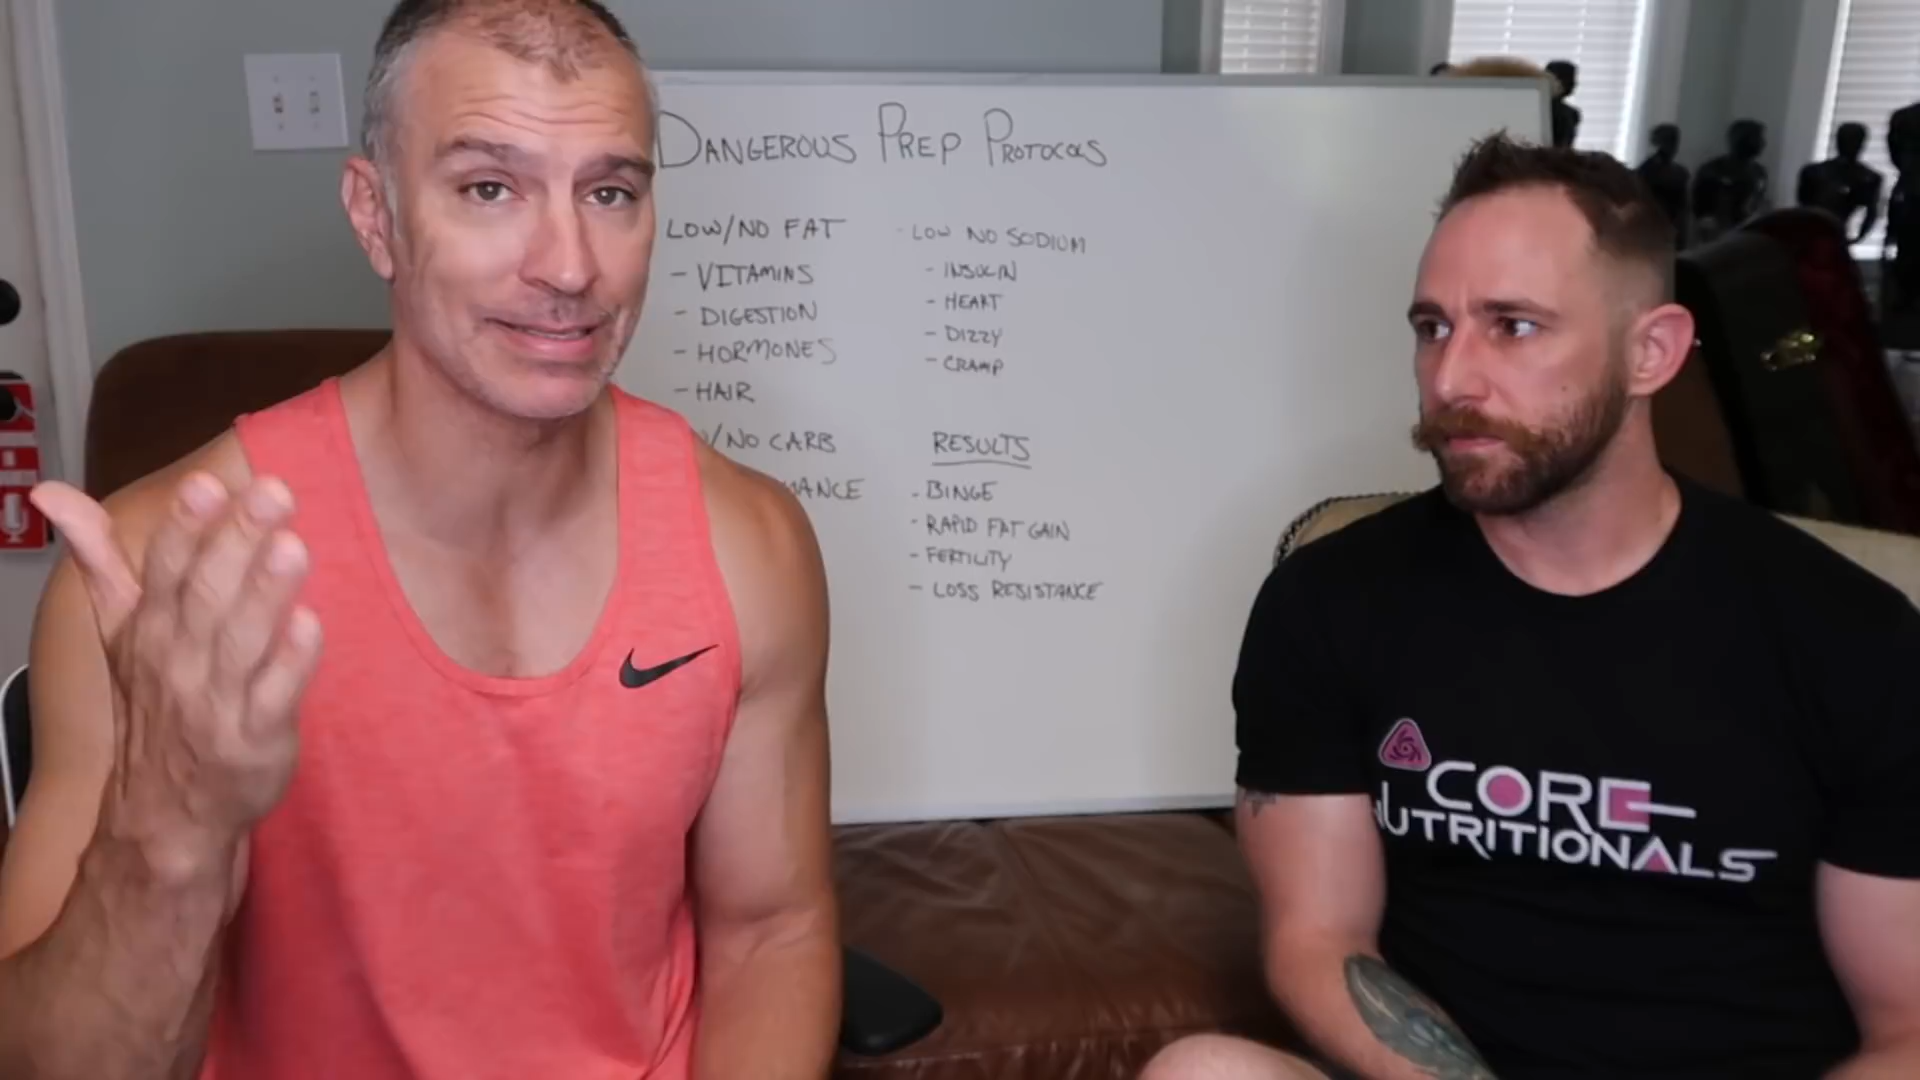 DANGEROUS PREP PROTOCOLS
LOW/NO FAT
- VITAMINS
- DIGESTION
- HORMONES
- HAIR
/NO CARB
MANCE
- LOW NO SODIUM
- INSULIN
- HEART
- DIZZY
- CRAMP
RESULTS
- BINGE
- RAPID FAT GAIN
- FERTILITY
- LOSS RESISTANCE
CORE
NUTRITIONALS